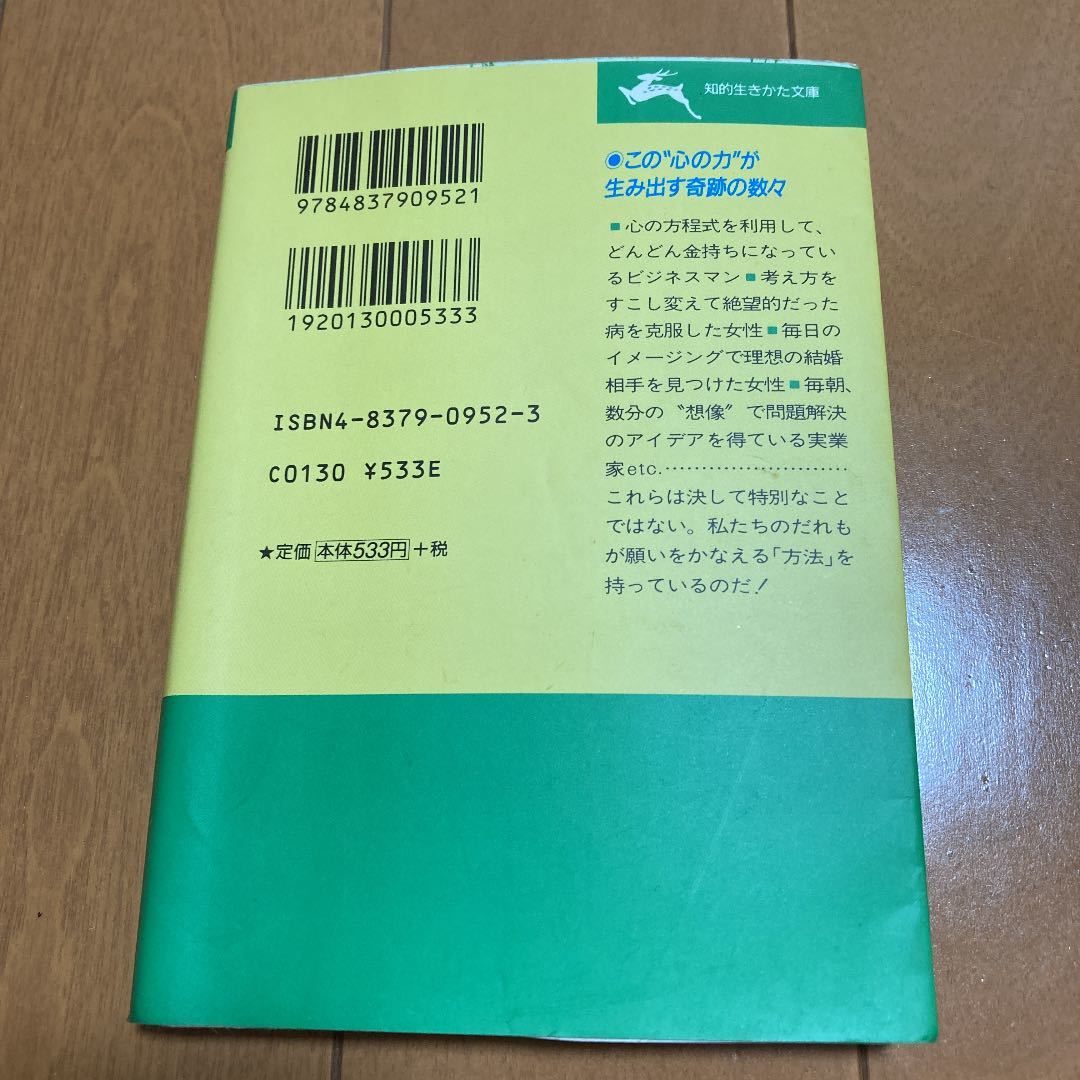 知的生きかた文庫
9784837909521
1920130005333
ISBN4-8379-0952-3
C0130 ¥533E
★定価本体533円+税
◉この"心の力"が
生み出す奇跡の数々
■心の方程式を利用して、
どんどん金持ちになってい
るビジネスマン■考え方を
すこし変えて絶望的だった
病を克服した女性■毎日の
イメージングで理想の結婚
相手を見つけた女性■毎朝、
数分の〝想像〟で問題解決
のアイデアを得ている実業
家etc.………………………
これらは決して特別なこと
ではない。私たちのだれも
が願いをかなえる「方法」を
持っているのだ!